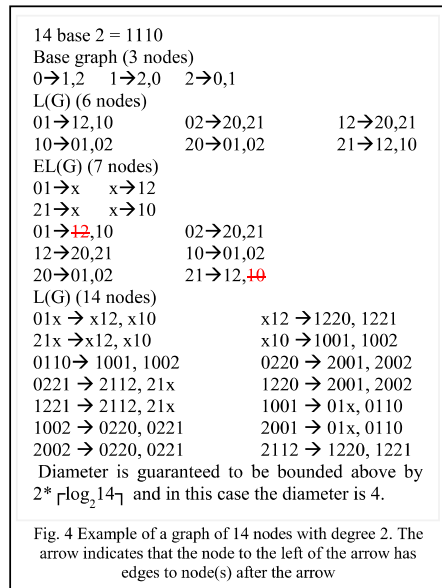 14 base 2 = 1110
Base graph (3 nodes)
0→1,2 1→2,0 2→0,1
L(G) (6 nodes)
01→12,10 02→20,21 12→20,21
10→01,02 20→01,02 21→12,10
EL(G) (7 nodes)
01→x x→12
21→x x→10
01→12,10 02→20,21
12→20,21 10→01,02
20→01,02 21→12,10
L(G) (14 nodes)
01x → x12, x10 x12 →1220, 1221
21x →x12, x10 x10 →1001, 1002
0110→ 1001, 1002 0220 → 2001, 2002
0221 → 2112, 21x 1220 → 2001, 2002
1221 → 2112, 21x 1001 → 01x, 0110
1002 → 0220, 0221 2001 → 01x, 0110
2002 → 0220, 0221 2112 → 1220, 1221
Diameter is guaranteed to be bounded above by
2* ┌log₂14┐ and in this case the diameter is 4.
Fig. 4 Example of a graph of 14 nodes with degree 2. The
arrow indicates that the node to the left of the arrow has
edges to node(s) after the arrow